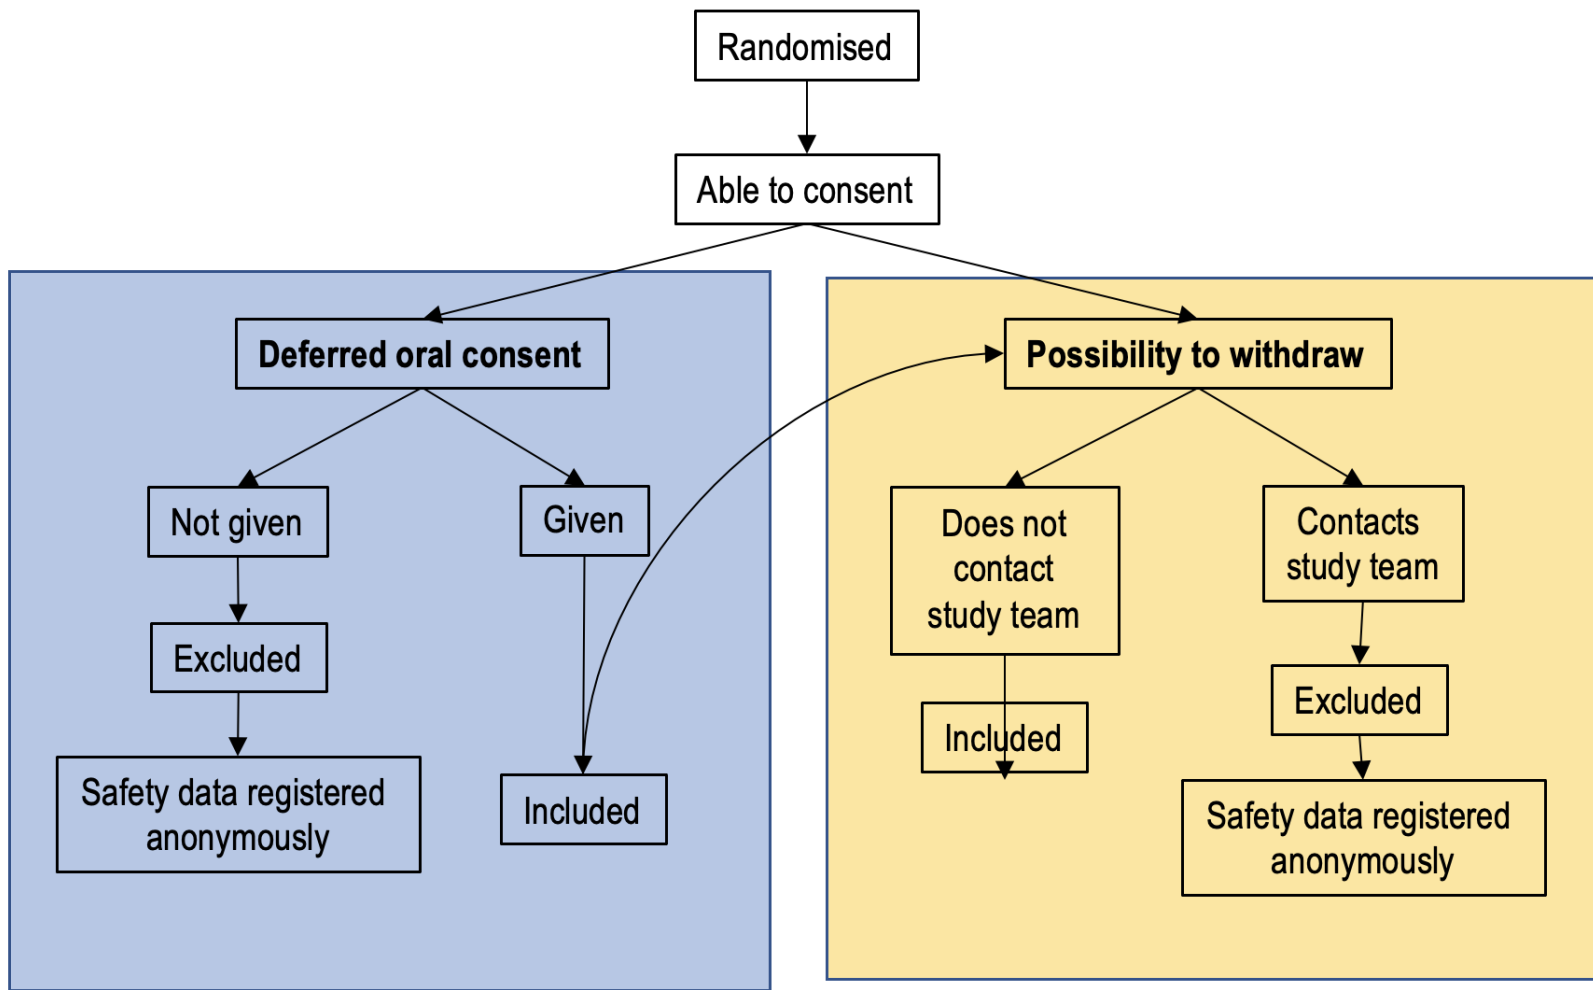 Randomised
Able to consent
Deferred oral consent
Not given
Given
Excluded
Safety data registered
anonymously
Included
Possibility to withdraw
Does not
contact
study team
Contacts
study team
Included
Excluded
Safety data registered
anonymously